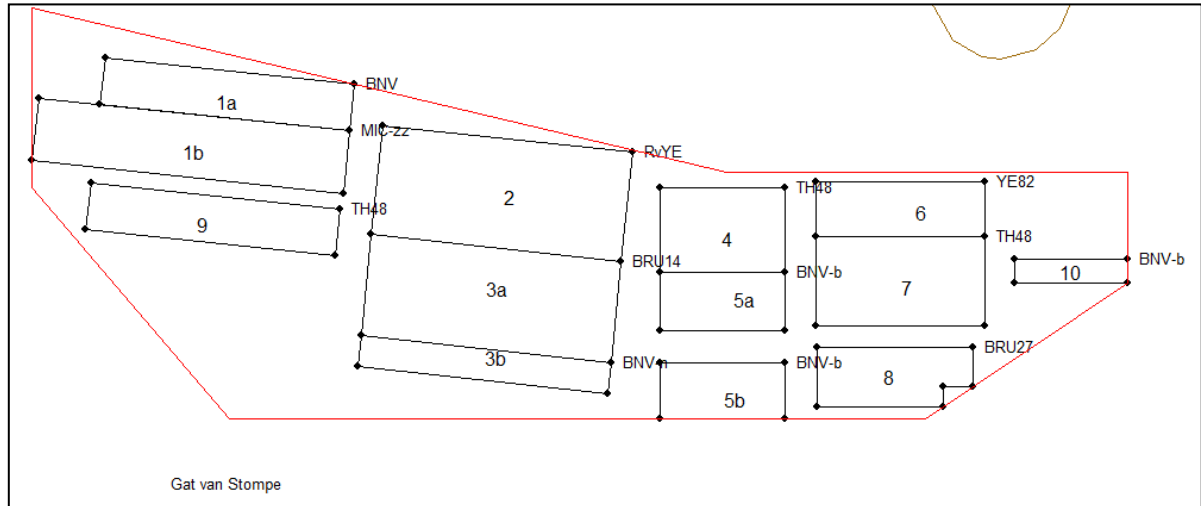 BNV
1a
MIC-zz
1b
RvYE
TH48
9
2
BRU14
3a
BNV-n
3b
TH48
4
BNV-b
5a
BNV-b
5b
YE82
6
TH48
7
BNV-b
10
BRU27
8
Gat van Stompe